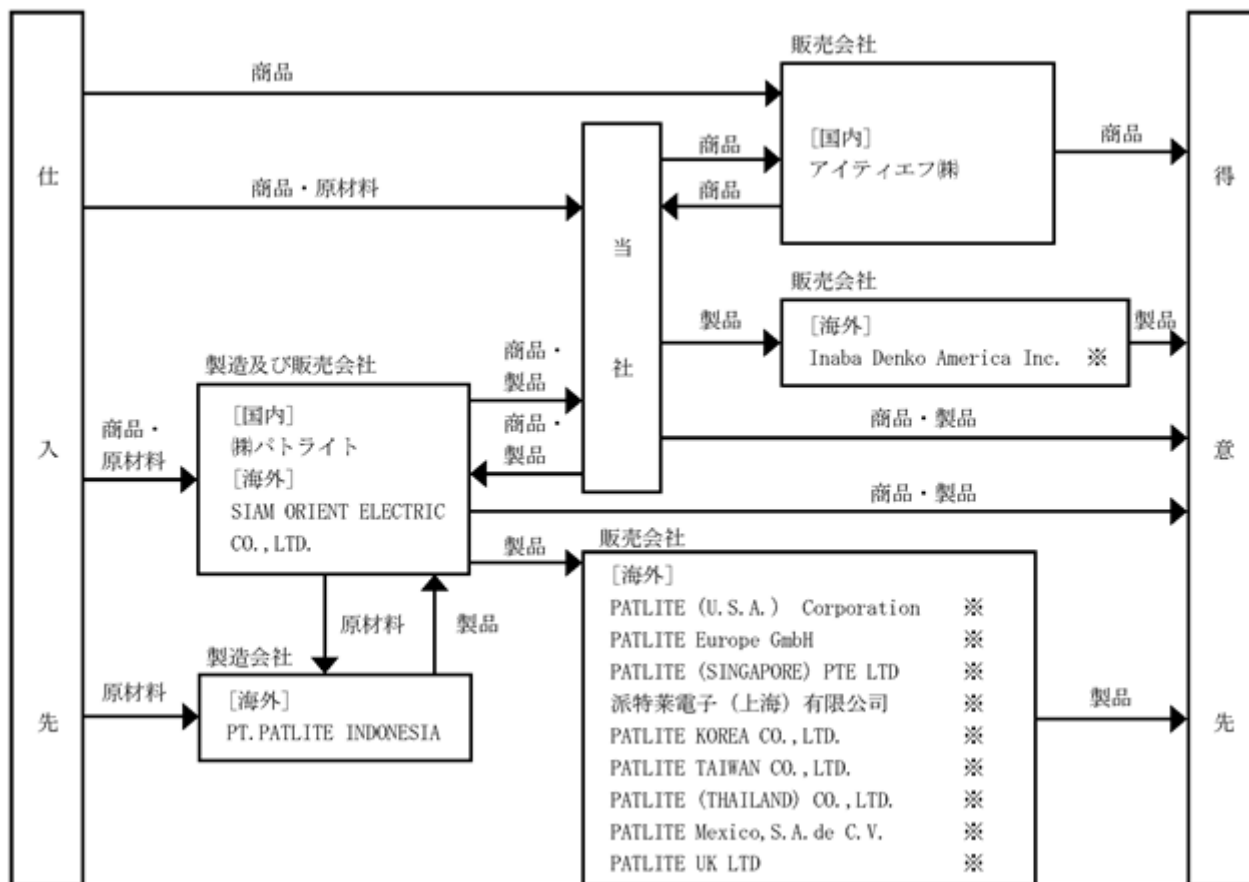 仕入先
得意先
販売会社
商品
[国内]
アイティエフ㈱
商品
商品
商品
商品・原材料
当社
販売会社
製品
[海外]
Inaba Denko America Inc. ※
製品
製造及び販売会社
商品・
製品
商品・
製品
[国内]
㈱パトライト
[海外]
SIAM ORIENT ELECTRIC
CO.,LTD.
商品・
原材料
商品・製品
商品・製品
製品
販売会社
[海外]
PATLITE (U.S.A.) Corporation ※
PATLITE Europe GmbH ※
PATLITE (SINGAPORE) PTE LTD ※
派特莱電子（上海）有限公司 ※
PATLITE KOREA CO.,LTD. ※
PATLITE TAIWAN CO.,LTD. ※
PATLITE (THAILAND) CO.,LTD. ※
PATLITE Mexico,S.A.de C.V. ※
PATLITE UK LTD ※
製品
原材料
製品
製造会社
原材料
[海外]
PT.PATLITE INDONESIA